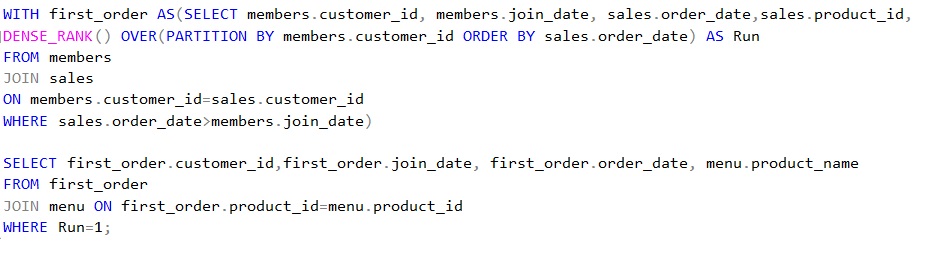 WITH first_order AS(SELECT members.customer_id, members.join_date, sales.order_date,sales.product_id,
DENSE_RANK() OVER(PARTITION BY members.customer_id ORDER BY sales.order_date) AS Run
FROM members
JOIN sales
ON members.customer_id=sales.customer_id
WHERE sales.order_date>members.join_date)
SELECT first_order.customer_id,first_order.join_date, first_order.order_date, menu.product_name
FROM first_order
JOIN menu ON first_order.product_id=menu.product_id
WHERE Run=1;